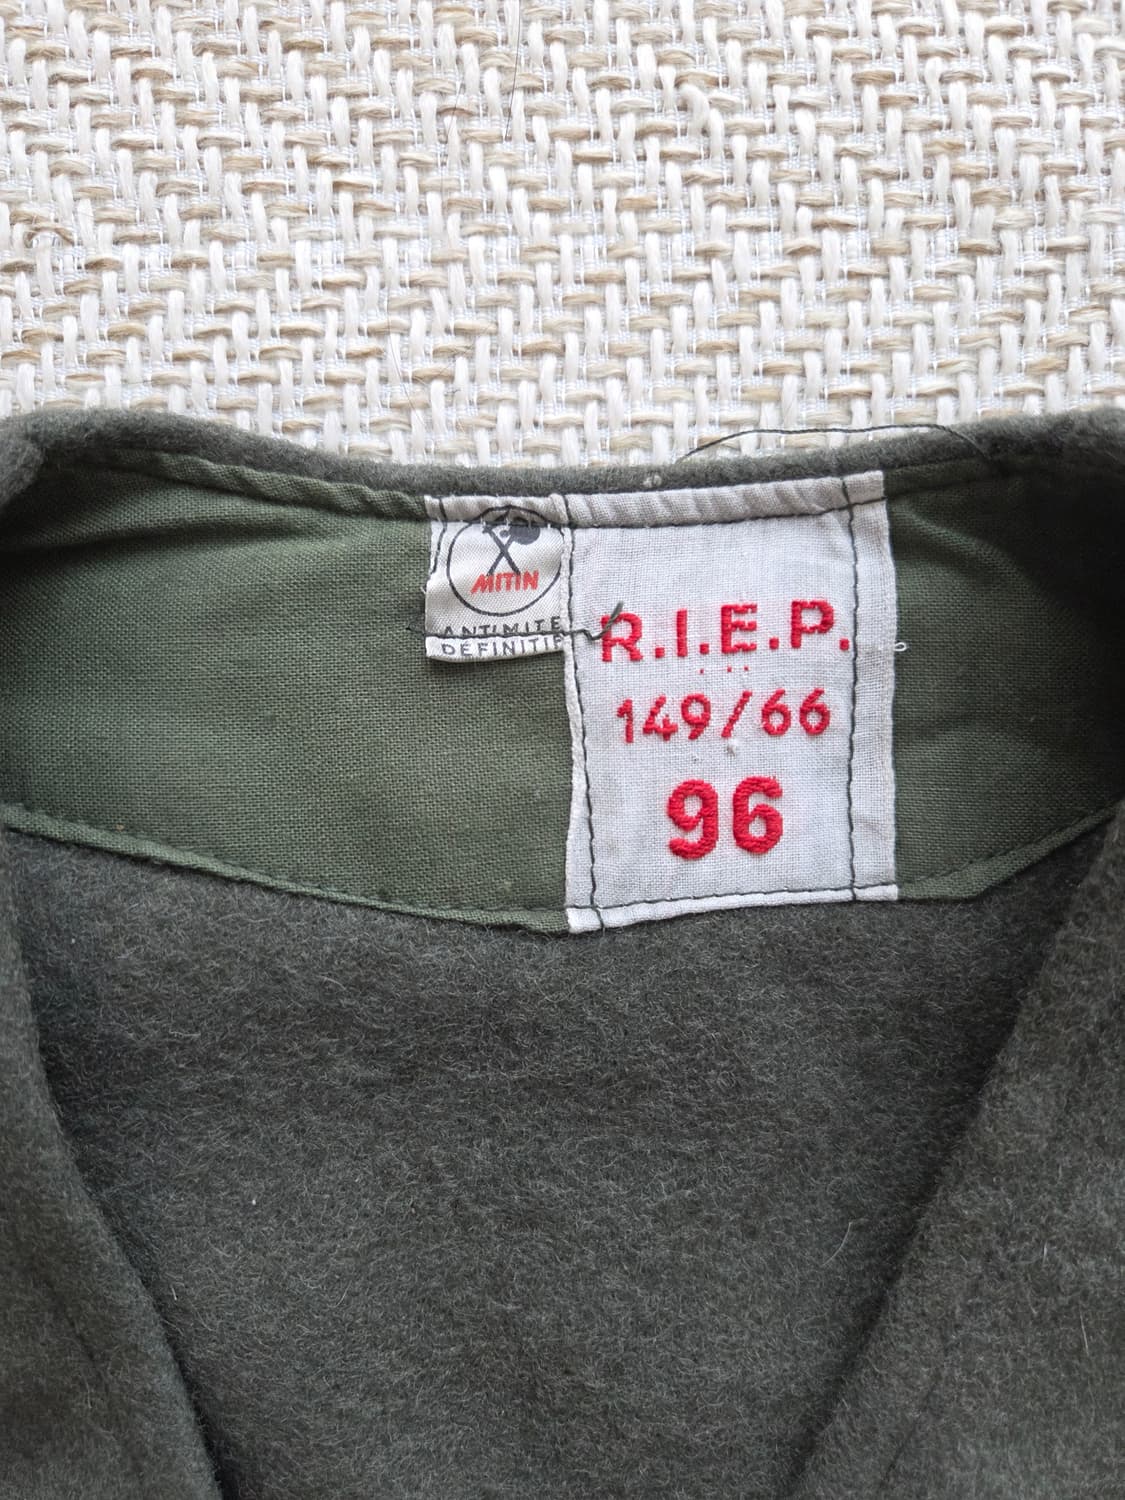 MITIN
ANTIMITE
DÉFINITIF
R.I.E.P.
149/66
96